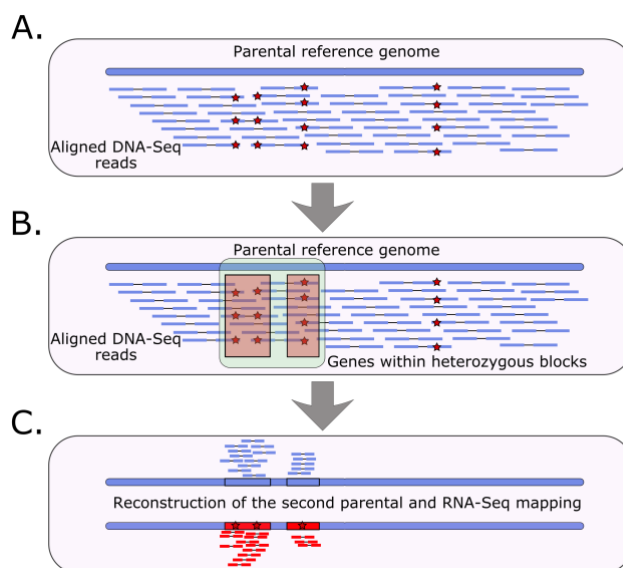 A.
Parental reference genome
Aligned DNA-Seq
reads
B.
Parental reference genome
Aligned DNA-Seq
reads
Genes within heterozygous blocks
C.
Reconstruction of the second parental and RNA-Seq mapping